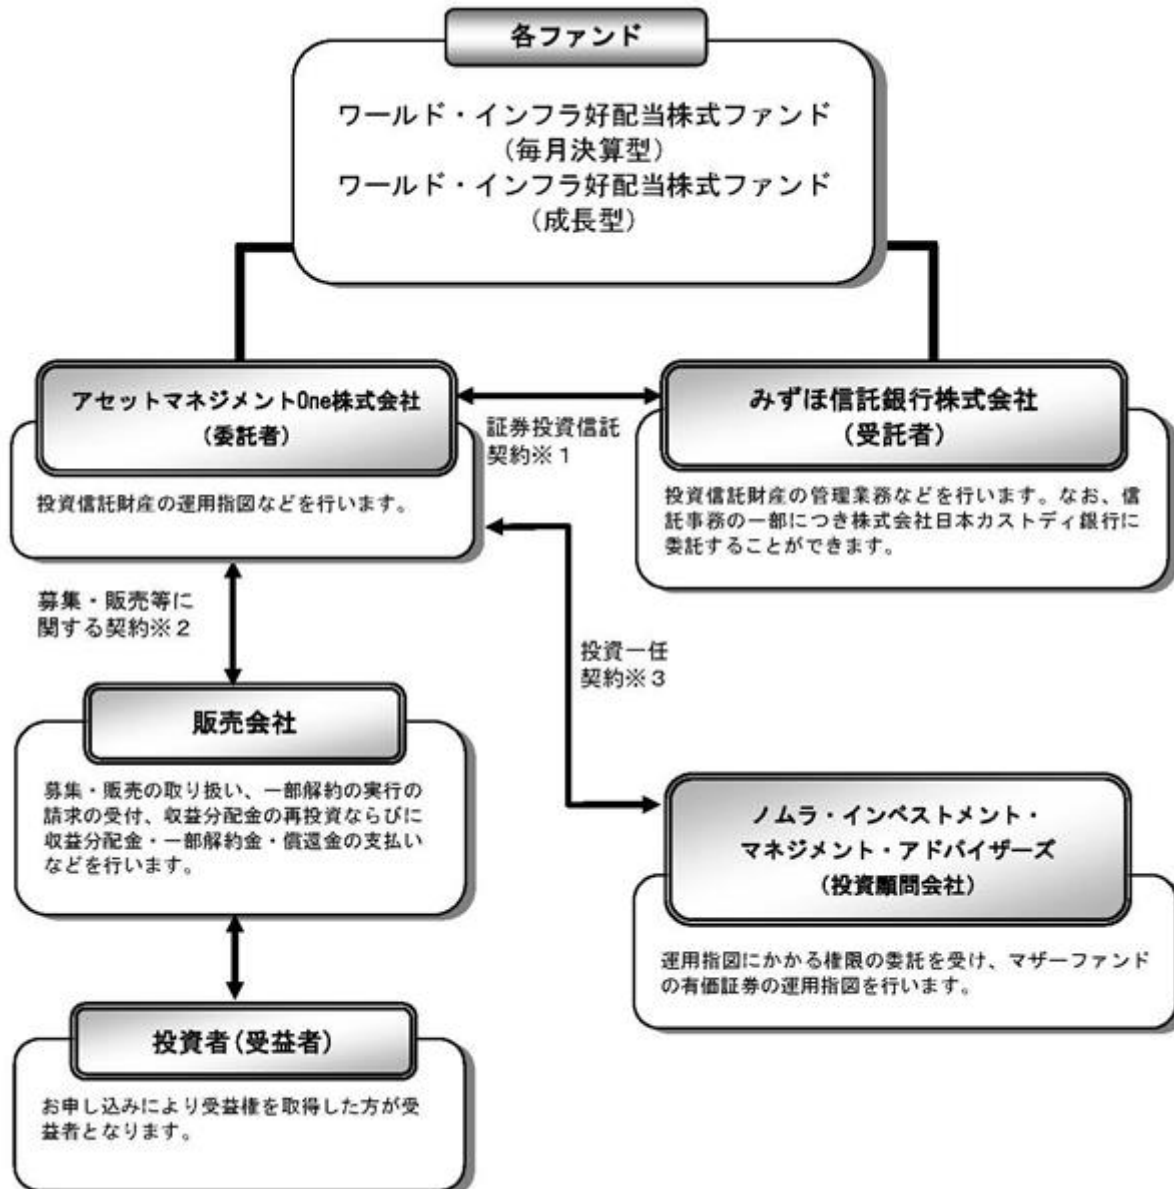 各ファンド
ワールド・インフラ好配当株式ファンド
（毎月決算型）
ワールド・インフラ好配当株式ファンド
（成長型）
アセットマネジメントOne株式会社
（委託者）
投資信託財産の運用指図などを行います。
証券投資信託
契約※１
みずほ信託銀行株式会社
（受託者）
投資信託財産の管理業務などを行います。なお、信
託事務の一部につき株式会社日本カストディ銀行に
委託することができます。
募集・販売等に
関する契約※２
投資一任
契約※３
販売会社
募集・販売の取り扱い、一部解約の実行の
請求の受付、収益分配金の再投資ならびに
収益分配金・一部解約金・償還金の支払い
などを行います。
ノムラ・インベストメント・
マネジメント・アドバイザーズ
（投資顧問会社）
運用指図にかかる権限の委託を受け、マザーファンド
の有価証券の運用指図を行います。
投資者(受益者)
お申し込みにより受益権を取得した方が受
益者となります。